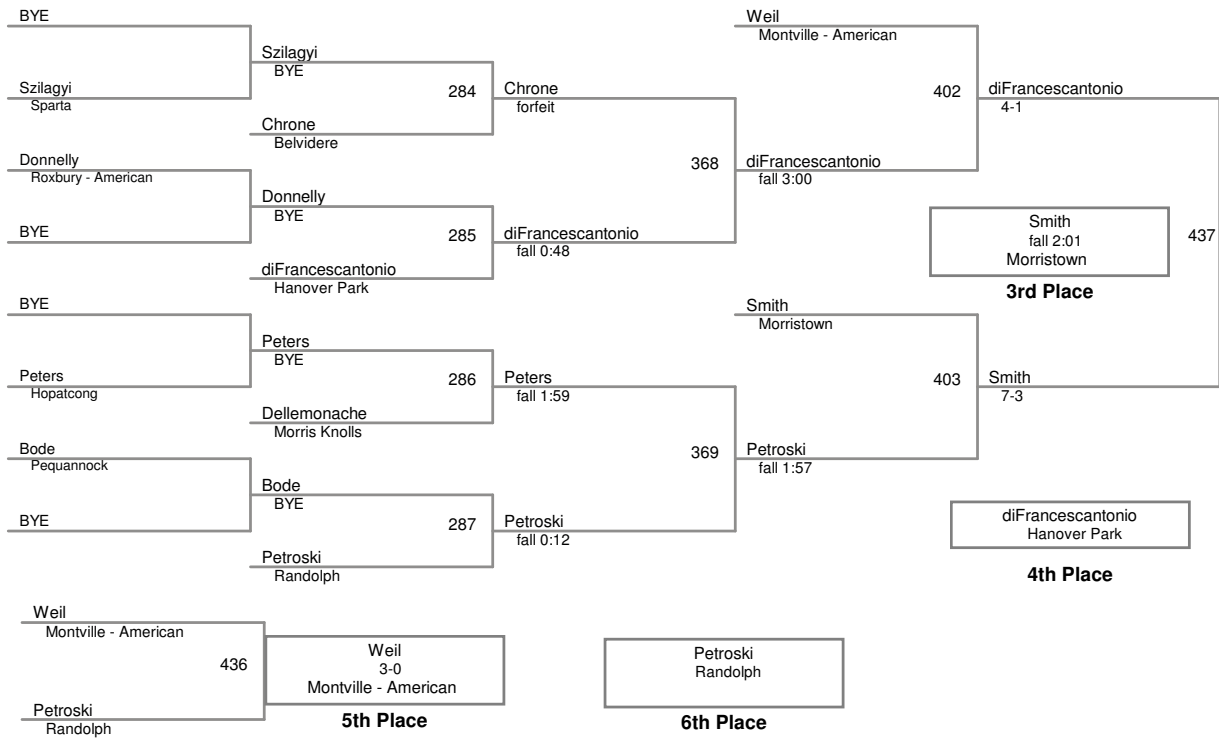 BYE
Szilagyi
Sparta
Donnelly
Roxbury - American
BYE
BYE
Peters
Hopatcong
Bode
Pequannock
BYE
Szilagyi
BYE
284
Chrone
Belvidere
Donnelly
BYE
285
diFrancescantonio
Hanover Park
Peters
BYE
286
Dellemonache
Morris Knolls
Bode
BYE
287
Petroski
Randolph
Chrone
forfeit
368
diFrancescantonio
fall 0:48
Peters
fall 1:59
369
Petroski
fall 0:12
Weil
Montville - American
402
diFrancescantonio
fall 3:00
Smith
Morristown
403
Petroski
fall 1:57
diFrancescantonio
4-1
437
Smith
7-3
Smith
fall 2:01
Morristown
3rd Place
diFrancescantonio
Hanover Park
4th Place
Weil
Montville - American
436
Petroski
Randolph
Weil
3-0
Montville - American
5th Place
Petroski
Randolph
6th Place